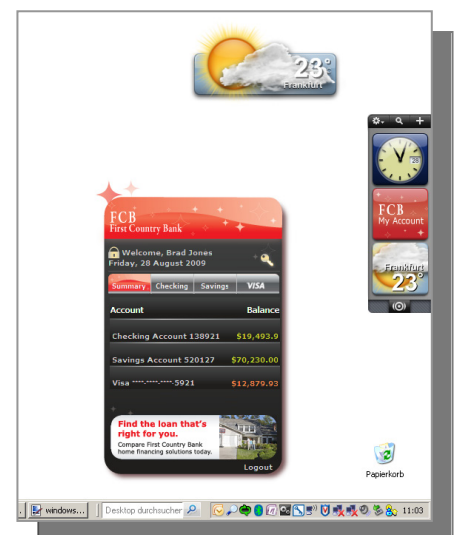 23°
Frankfurt
28
FCB
My Account
Frankfurt
23°
FCB
First Country Bank
Welcome, Brad Jones
Friday, 28 August 2009
Summary Checking Savings VISA
Account Balance
Checking Account 138921 $19,493.9
Savings Account 520127 $70,230.00
Visa ****-****-****-5921 $12,879.93
Find the loan that's
right for you.
Compare First Country Bank
home financing solutions today.
Logout
Papierkorb
windows... Desktop durchsucher 11:03